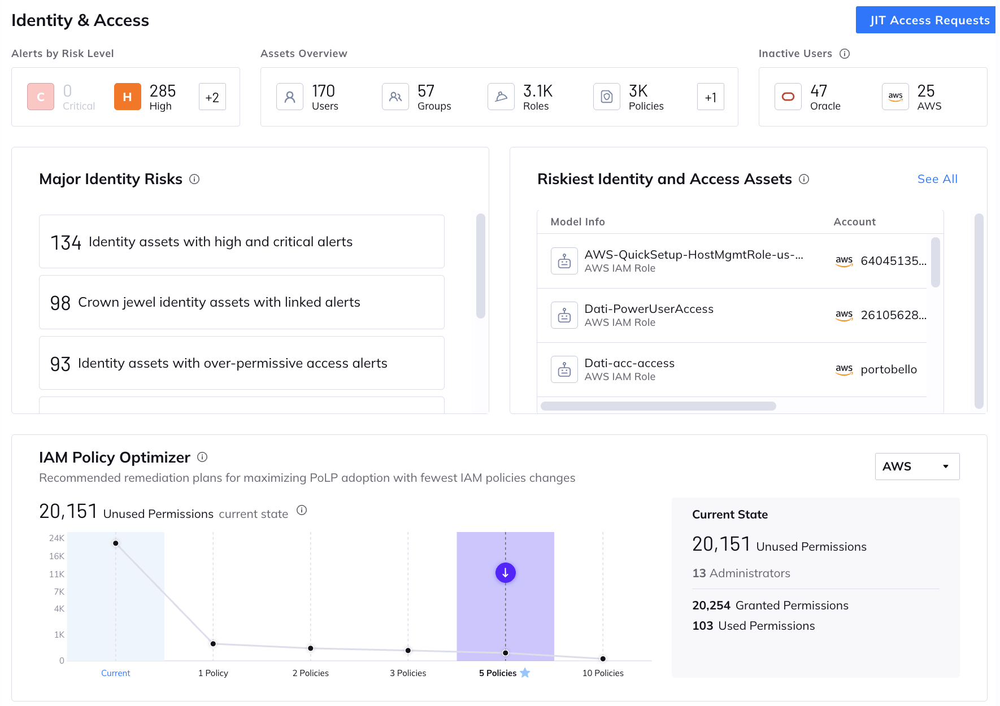 Identity & Access
JIT Access Requests
Alerts by Risk Level
C
0
Critical
H
285
High
+2
Assets Overview
170
Users
57
Groups
3.1K
Roles
3K
Policies
+1
Inactive Users
47
Oracle
aws
25
AWS
Major Identity Risks
134 Identity assets with high and critical alerts
98 Crown jewel identity assets with linked alerts
93 Identity assets with over-permissive access alerts
Riskiest Identity and Access Assets
See All
Model Info Account
AWS-QuickSetup-HostMgmtRole-us-...
AWS IAM Role
aws 64045135...
Dati-PowerUserAccess
AWS IAM Role
aws 26105628...
Dati-acc-access
AWS IAM Role
aws portobello
IAM Policy Optimizer
Recommended remediation plans for maximizing PoLP adoption with fewest IAM policies changes
AWS
20,151 Unused Permissions current state
24K
16K
11K
7K
4K
1K
0
Current 1 Policy 2 Policies 3 Policies 5 Policies 10 Policies
Current State
20,151 Unused Permissions
13 Administrators
20,254 Granted Permissions
103 Used Permissions